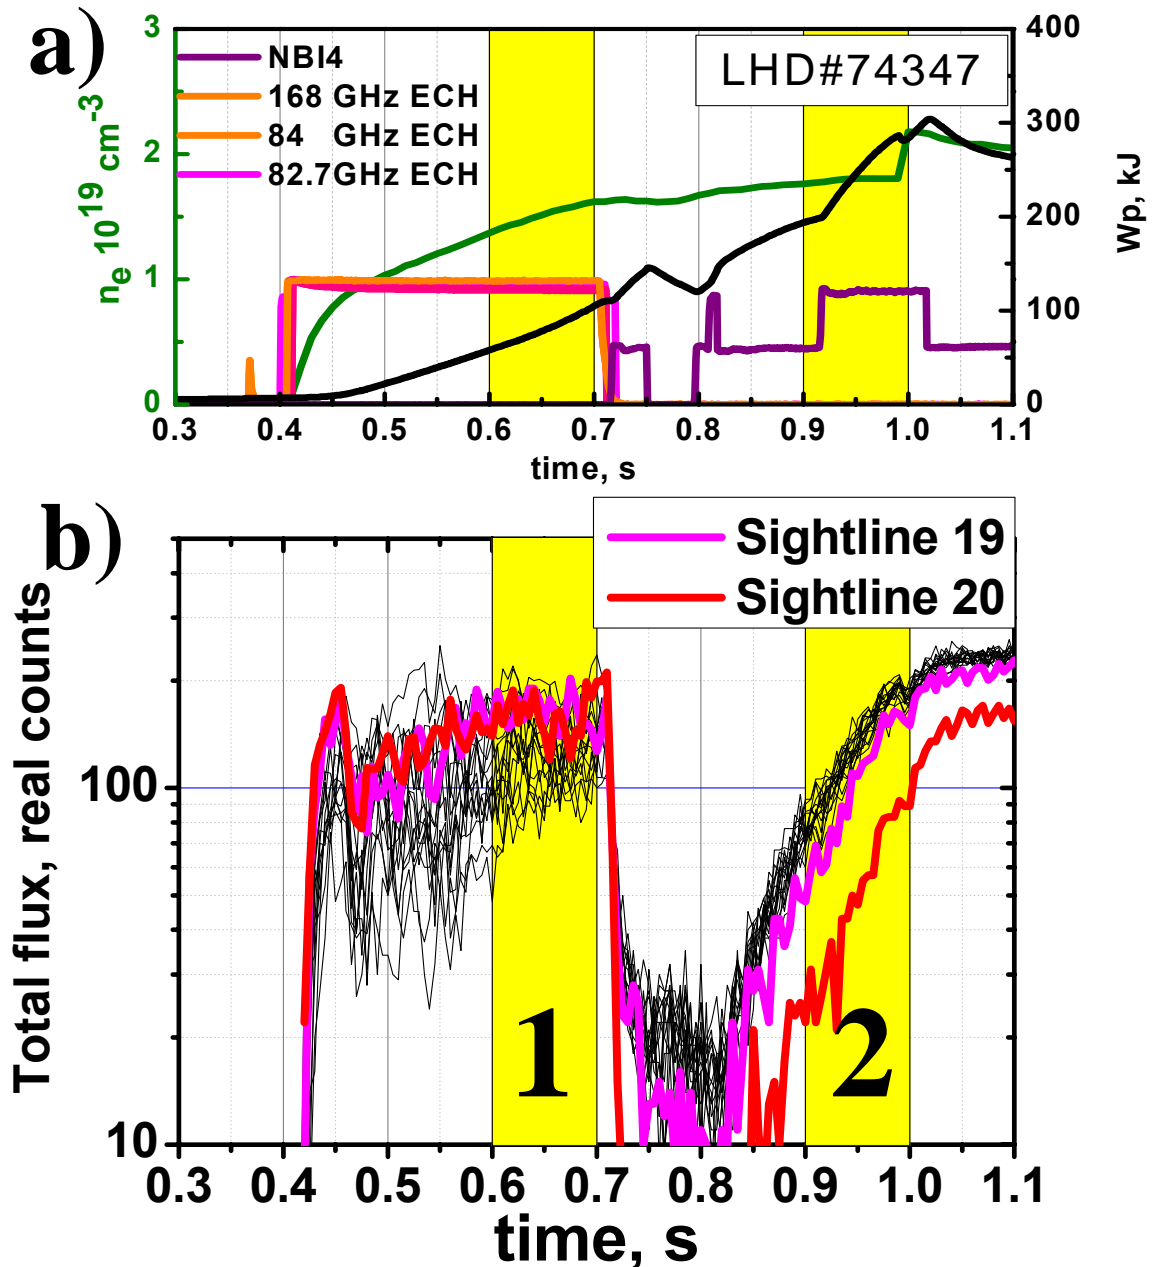 a)
3
400
NBI4
168 GHz ECH
84 GHz ECH
82.7GHz ECH
LHD#74347
n_e 10^19 cm^-3
2
1
0
300
200
100
0
Wp, kJ
0.3 0.4 0.5 0.6 0.7 0.8 0.9 1.0 1.1
time, s
b)
Sightline 19
Sightline 20
Total flux, real counts
100
10
1
2
0.3 0.4 0.5 0.6 0.7 0.8 0.9 1.0 1.1
time, s